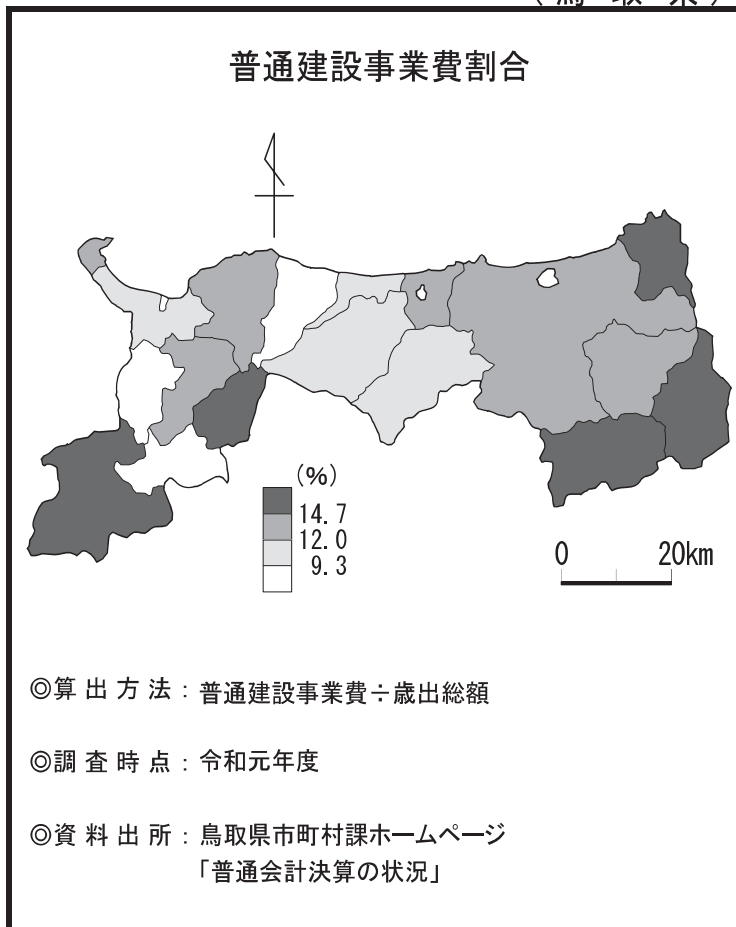 (鳥取県)
普通建設事業費割合
(%)
14.7
12.0
9.3
0 20km
◎算出方法:普通建設事業費÷歳出総額
◎調査時点:令和元年度
◎資料出所:鳥取県市町村課ホームページ
「普通会計決算の状況」